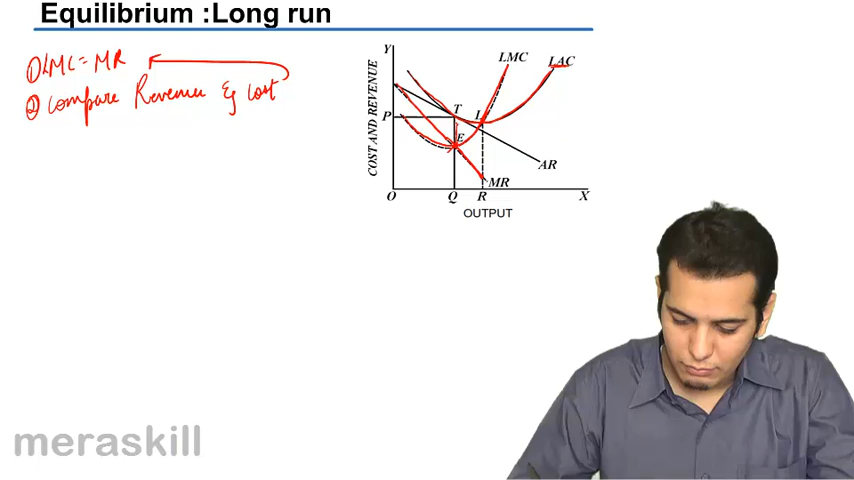 Equilibrium :Long run
① LMC = MR
② Compare Revenue & Cost
Y
COST AND REVENUE
LMC
LAC
P
T
L
E
AR
MR
O
Q
R
X
OUTPUT
meraskill